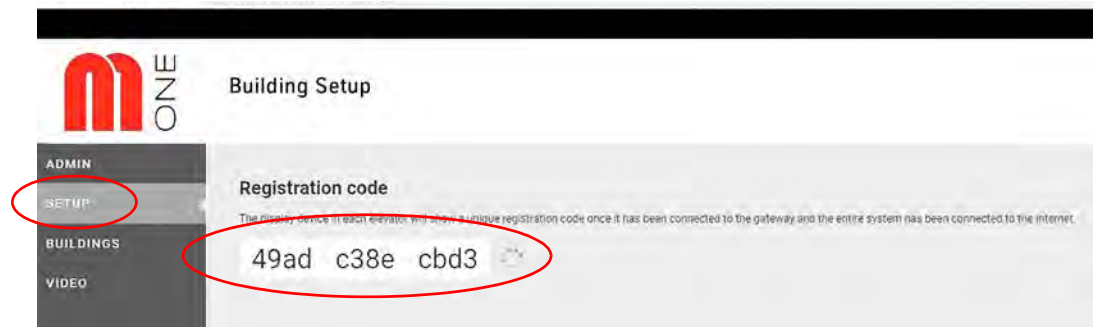 m ONE
Building Setup
ADMIN
SETUP
BUILDINGS
VIDEO
Registration code
The display device in each elevator will show a unique registration code once it has been connected to the gateway and the entire system has been connected to the internet.
49ad c38e cbd3